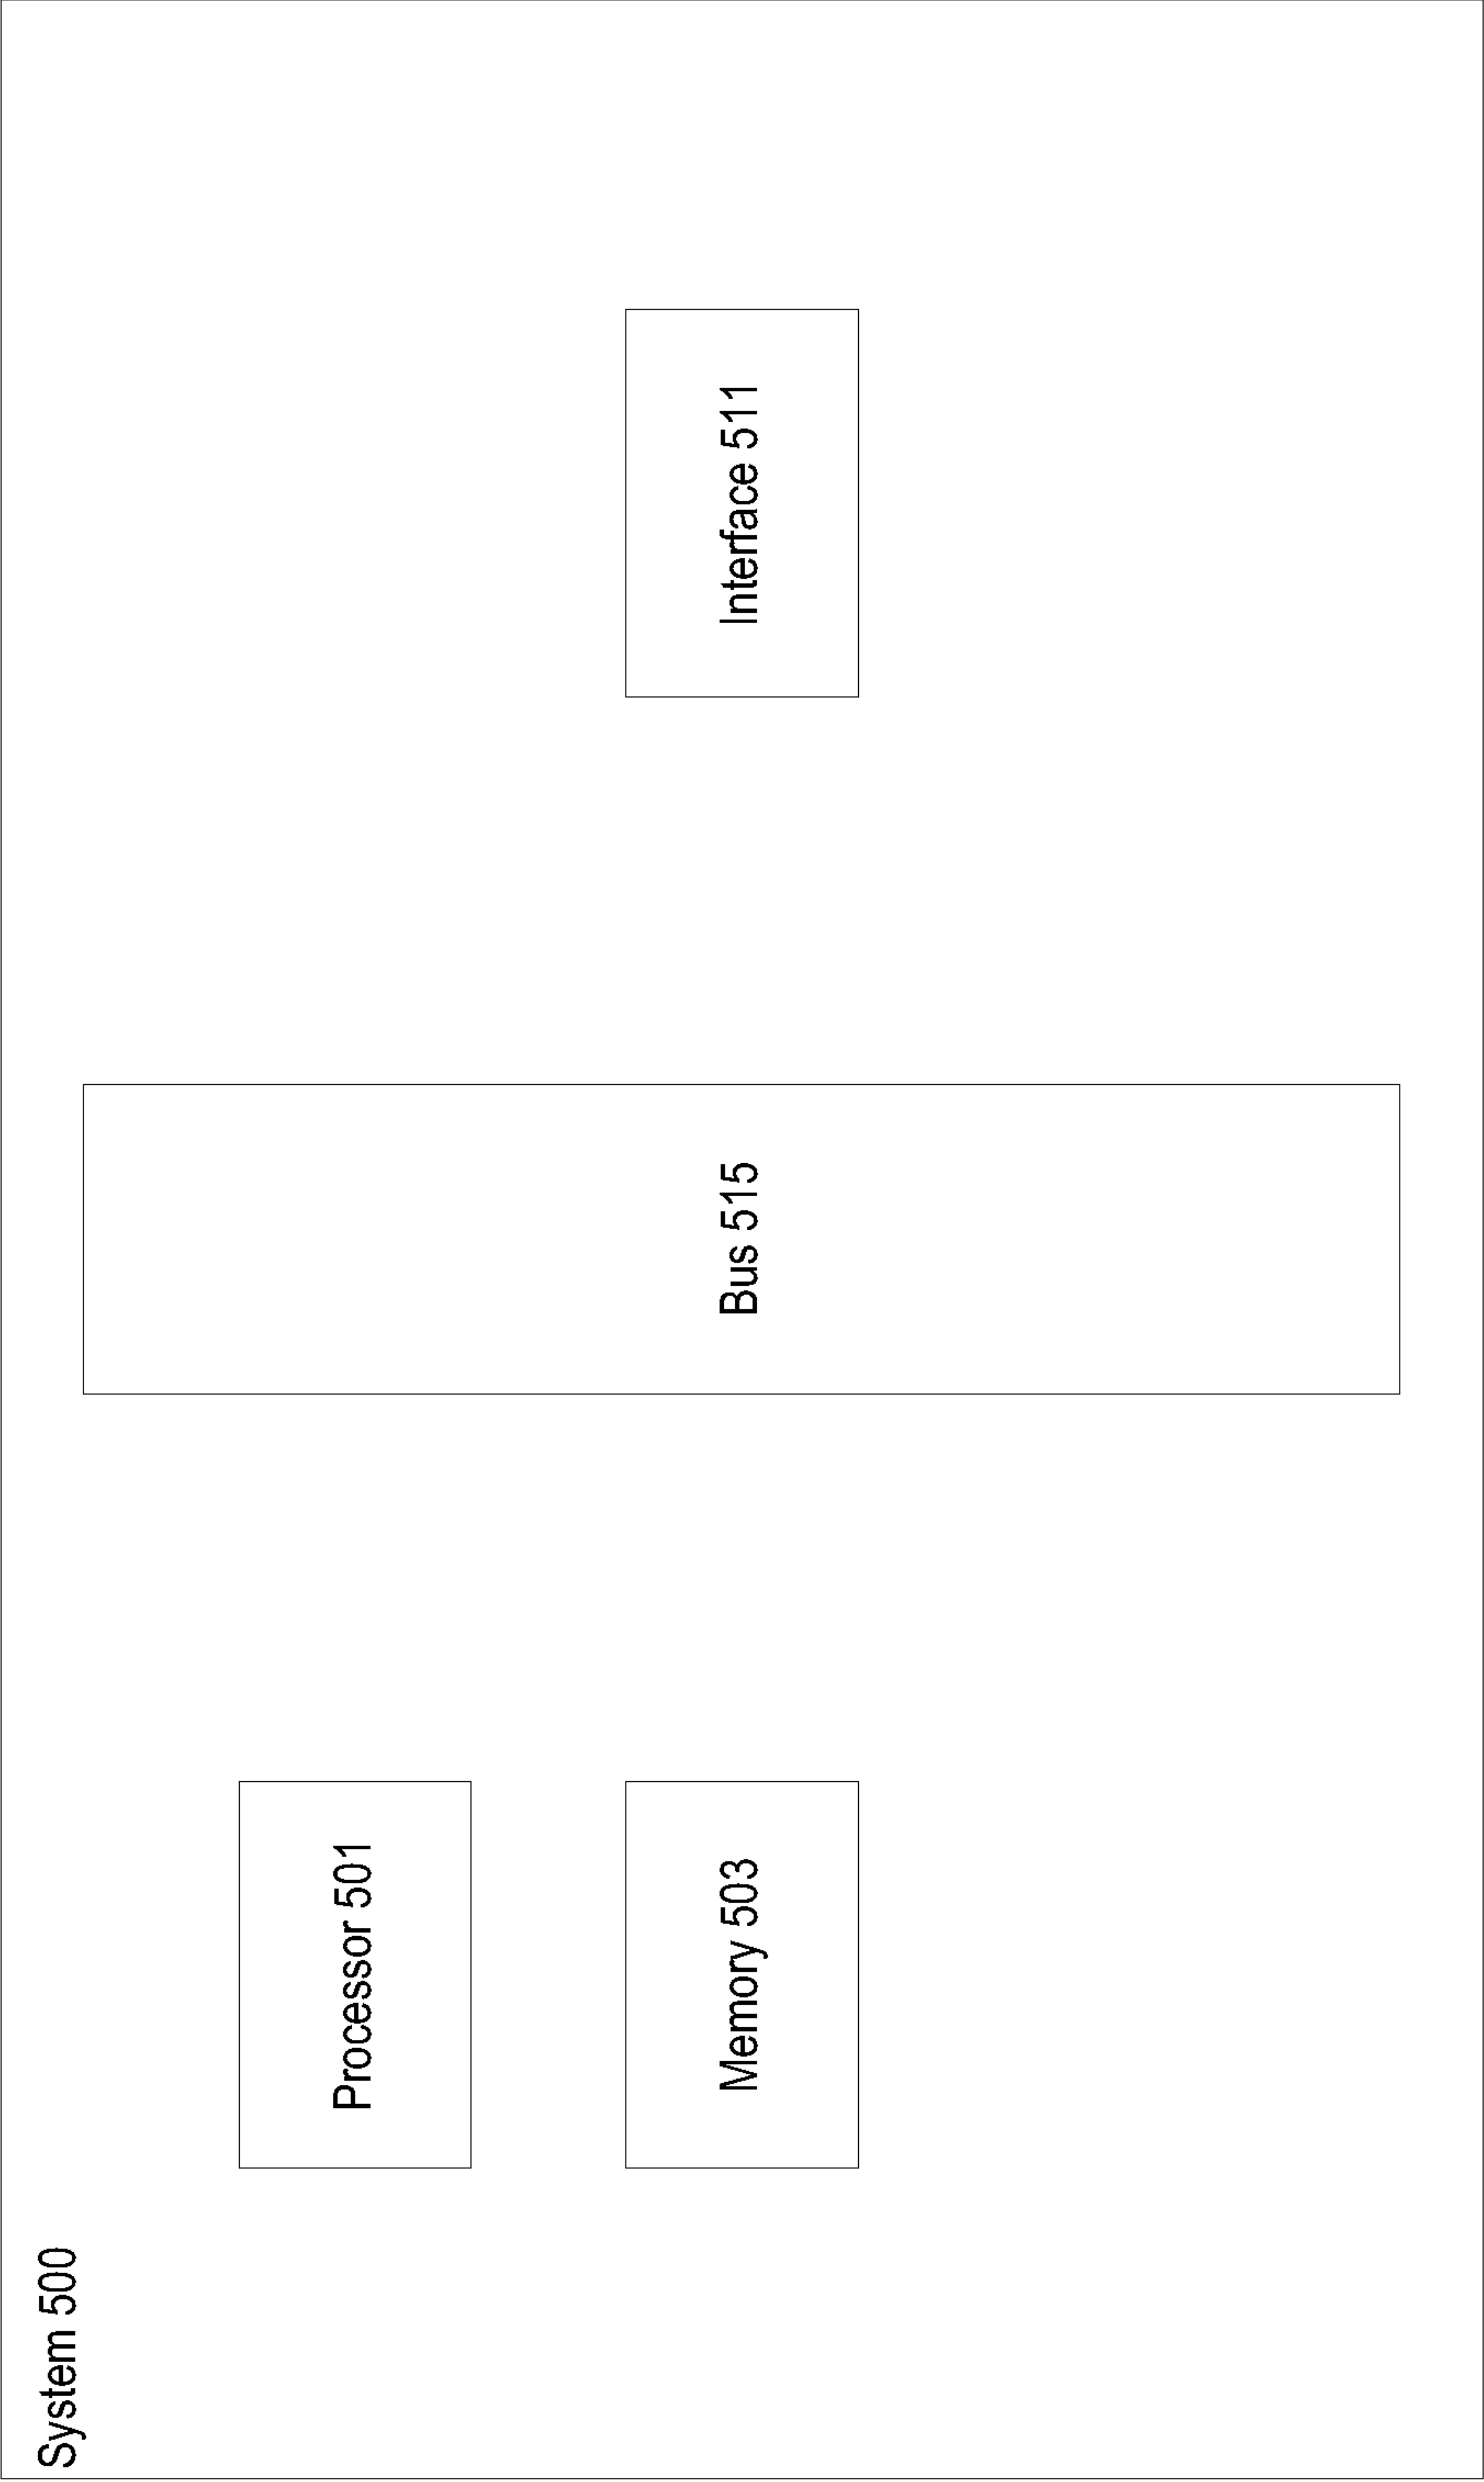 System 500
Processor 501
Memory 503
Bus 515
Interface 511